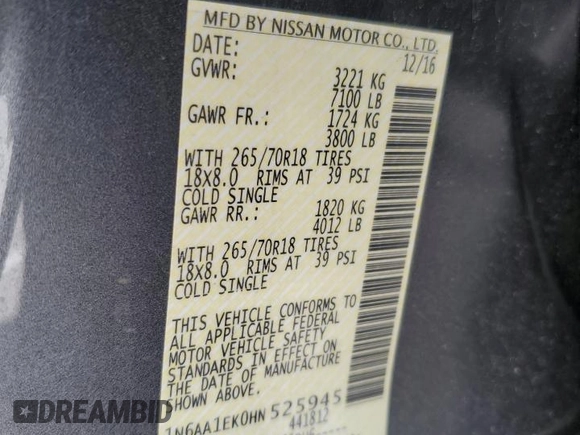 MFD BY NISSAN MOTOR CO., LTD.
DATE: 12/16
GVWR: 3221 KG
7100 LB
GAWR FR.: 1724 KG
3800 LB
WITH 265/70R18 TIRES
18X8.0 RIMS AT 39 PSI
COLD SINGLE
GAWR RR.: 1820 KG
4012 LB
WITH 265/70R18 TIRES
18X8.0 RIMS AT 39 PSI
COLD SINGLE
THIS VEHICLE CONFORMS TO
ALL APPLICABLE FEDERAL
MOTOR VEHICLE SAFETY
STANDARDS IN EFFECT ON
THE DATE OF MANUFACTURE
1N6AA1EK0HN525945
441812
DREAMBID